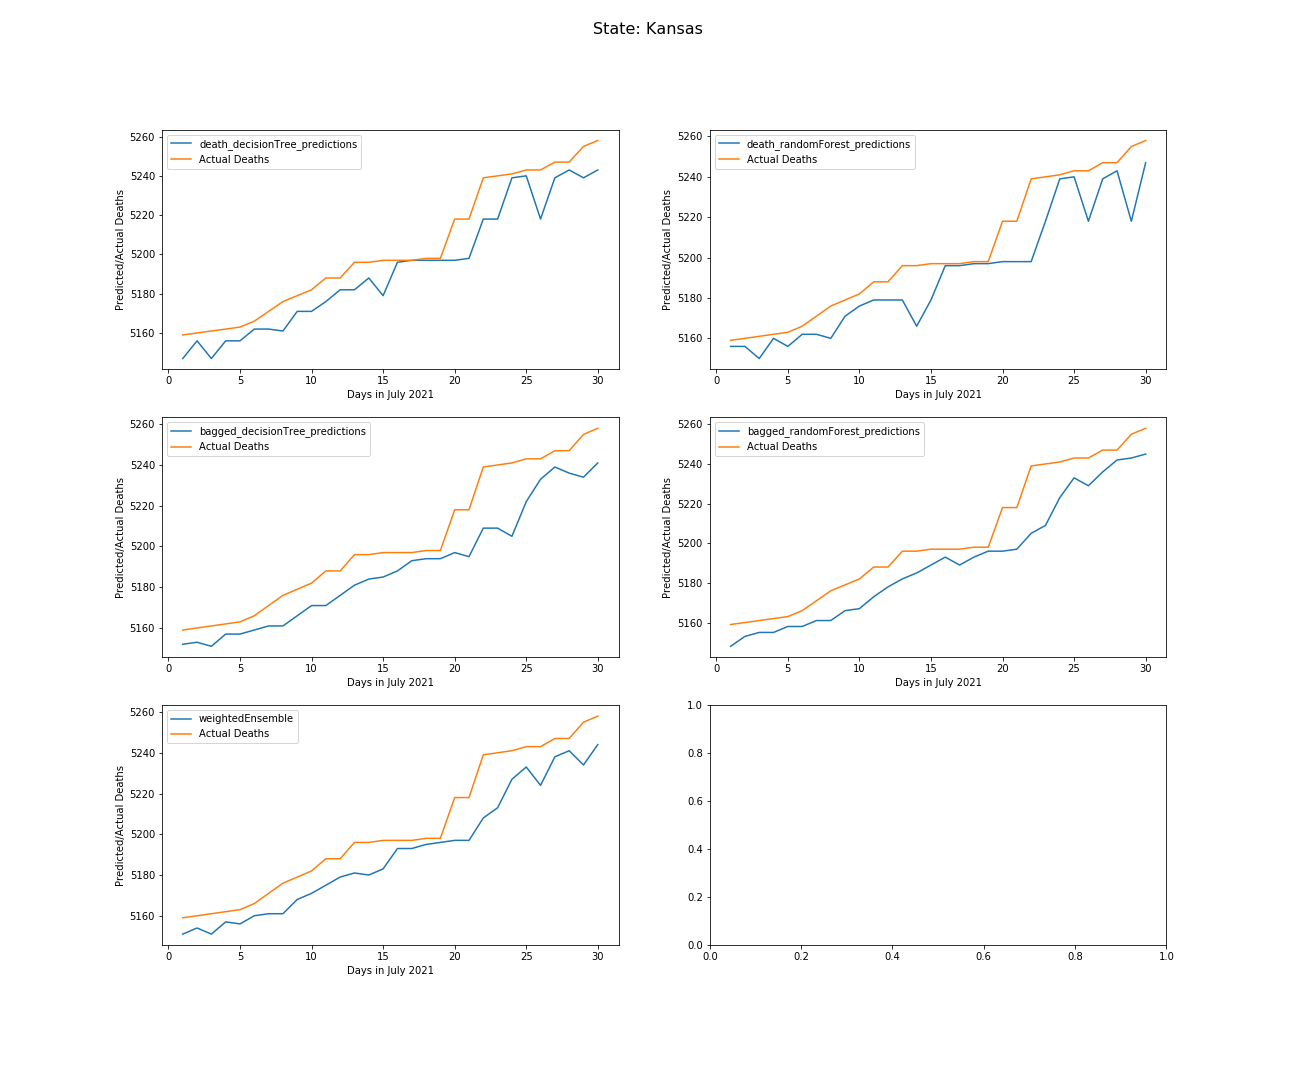 State: Kansas
death_decisionTree_predictions
Actual Deaths
Predicted/Actual Deaths
5260
5240
5220
5200
5180
5160
0 5 10 15 20 25 30
Days in July 2021
death_randomForest_predictions
Actual Deaths
Predicted/Actual Deaths
5260
5240
5220
5200
5180
5160
0 5 10 15 20 25 30
Days in July 2021
bagged_decisionTree_predictions
Actual Deaths
Predicted/Actual Deaths
5260
5240
5220
5200
5180
5160
0 5 10 15 20 25 30
Days in July 2021
bagged_randomForest_predictions
Actual Deaths
Predicted/Actual Deaths
5260
5240
5220
5200
5180
5160
0 5 10 15 20 25 30
Days in July 2021
weightedEnsemble
Actual Deaths
Predicted/Actual Deaths
5260
5240
5220
5200
5180
5160
0 5 10 15 20 25 30
Days in July 2021
1.0
0.8
0.6
0.4
0.2
0.0
0.0 0.2 0.4 0.6 0.8 1.0